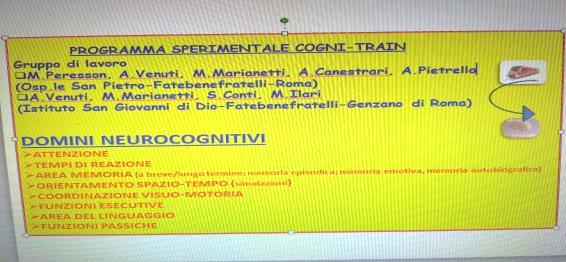 PROGRAMMA SPERIMENTALE COGNI-TRAIN
Gruppo di lavoro
❑M.Peresson, A.Venuti, M.Marianetti, A.Canestrari, A.Pietrella
(Osp.le San Pietro-Fatebenefratelli-Roma)
❑A.Venuti, M.Marianetti, S.Conti, M.Ilari
(Istituto San Giovanni di Dio-Fatebenefratelli-Genzano di Roma)
DOMINI NEUROCOGNITIVI
➢ATTENZIONE
➢TEMPI DI REAZIONE
➢AREA MEMORIA (a breve/lungo termine; memoria episodica; memoria emotiva, memoria autobiografica)
➢ORIENTAMENTO SPAZIO-TEMPO (simulazioni)
➢COORDINAZIONE VISUO-MOTORIA
➢FUNZIONI ESECUTIVE
➢AREA DEL LINGUAGGIO
➢FUNZIONI PASSICHE